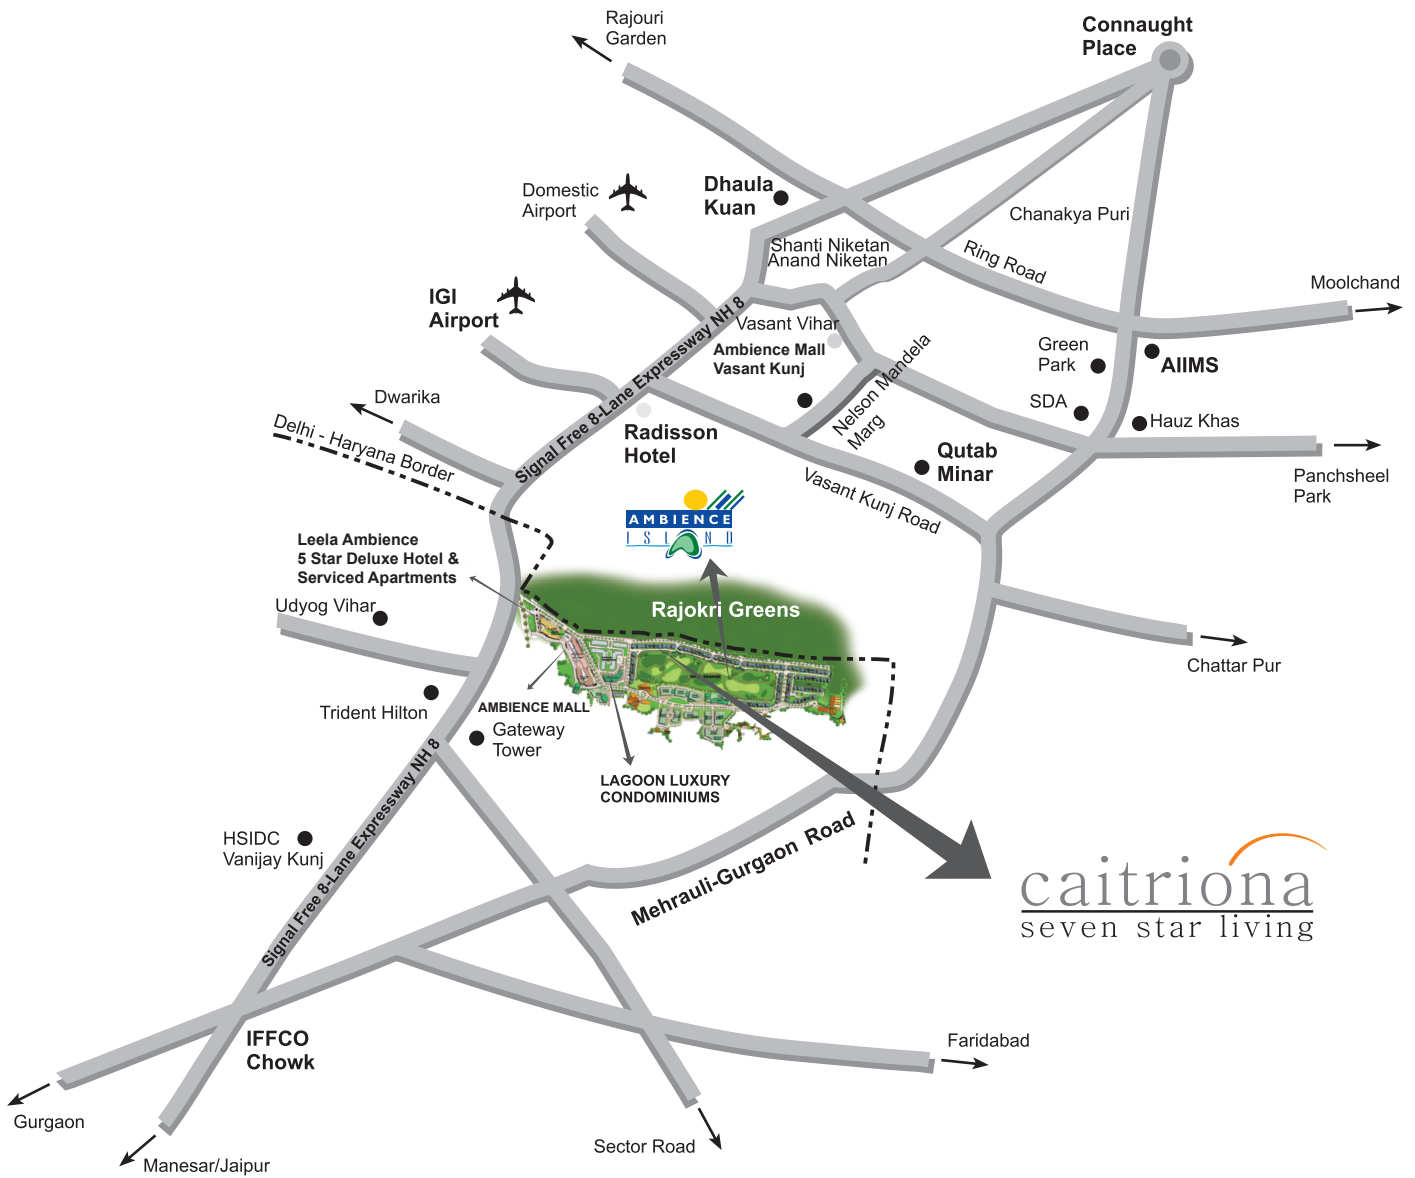 Rajouri
Garden
Connaught
Place
Domestic
Airport
Dhaula
Kuan
Chanakya Puri
Shanti Niketan
Anand Niketan
Ring Road
Moolchand
IGI
Airport
Signal Free 8-Lane Expressway NH 8
Vasant Vihar
Ambience Mall
Vasant Kunj
Nelson Mandela
Marg
Green
Park
AIIMS
SDA
Hauz Khas
Dwarika
Delhi - Haryana Border
Radisson
Hotel
Qutab
Minar
Vasant Kunj Road
Panchsheel
Park
AMBIENCE
ISLAND
Leela Ambience
5 Star Deluxe Hotel &
Serviced Apartments
Udyog Vihar
Rajokri Greens
Chattar Pur
Trident Hilton
AMBIENCE MALL
Gateway
Tower
LAGOON LUXURY
CONDOMINIUMS
Signal Free 8-Lane Expressway NH 8
HSIDC
Vanijay Kunj
Mehrauli-Gurgaon Road
caitriona
seven star living
IFFCO
Chowk
Faridabad
Gurgaon
Sector Road
Manesar/Jaipur